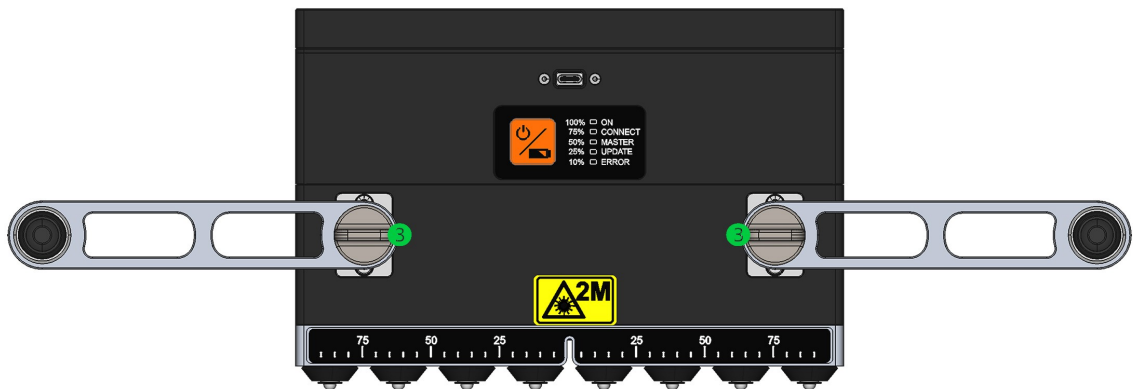 100% ON
75% CONNECT
50% MASTER
25% UPDATE
10% ERROR
3 3
2M
75 50 25 25 50 75